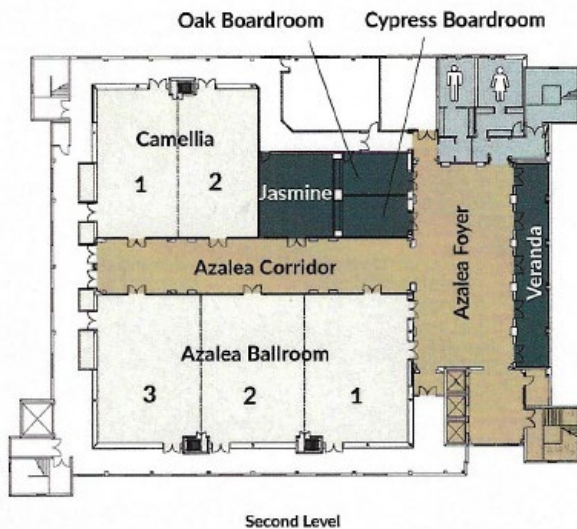 Oak Boardroom
Cypress Boardroom
Camellia
1
2
Jasmine
Azalea Corridor
Azalea Foyer
Veranda
Azalea Ballroom
3
2
1
Second Level